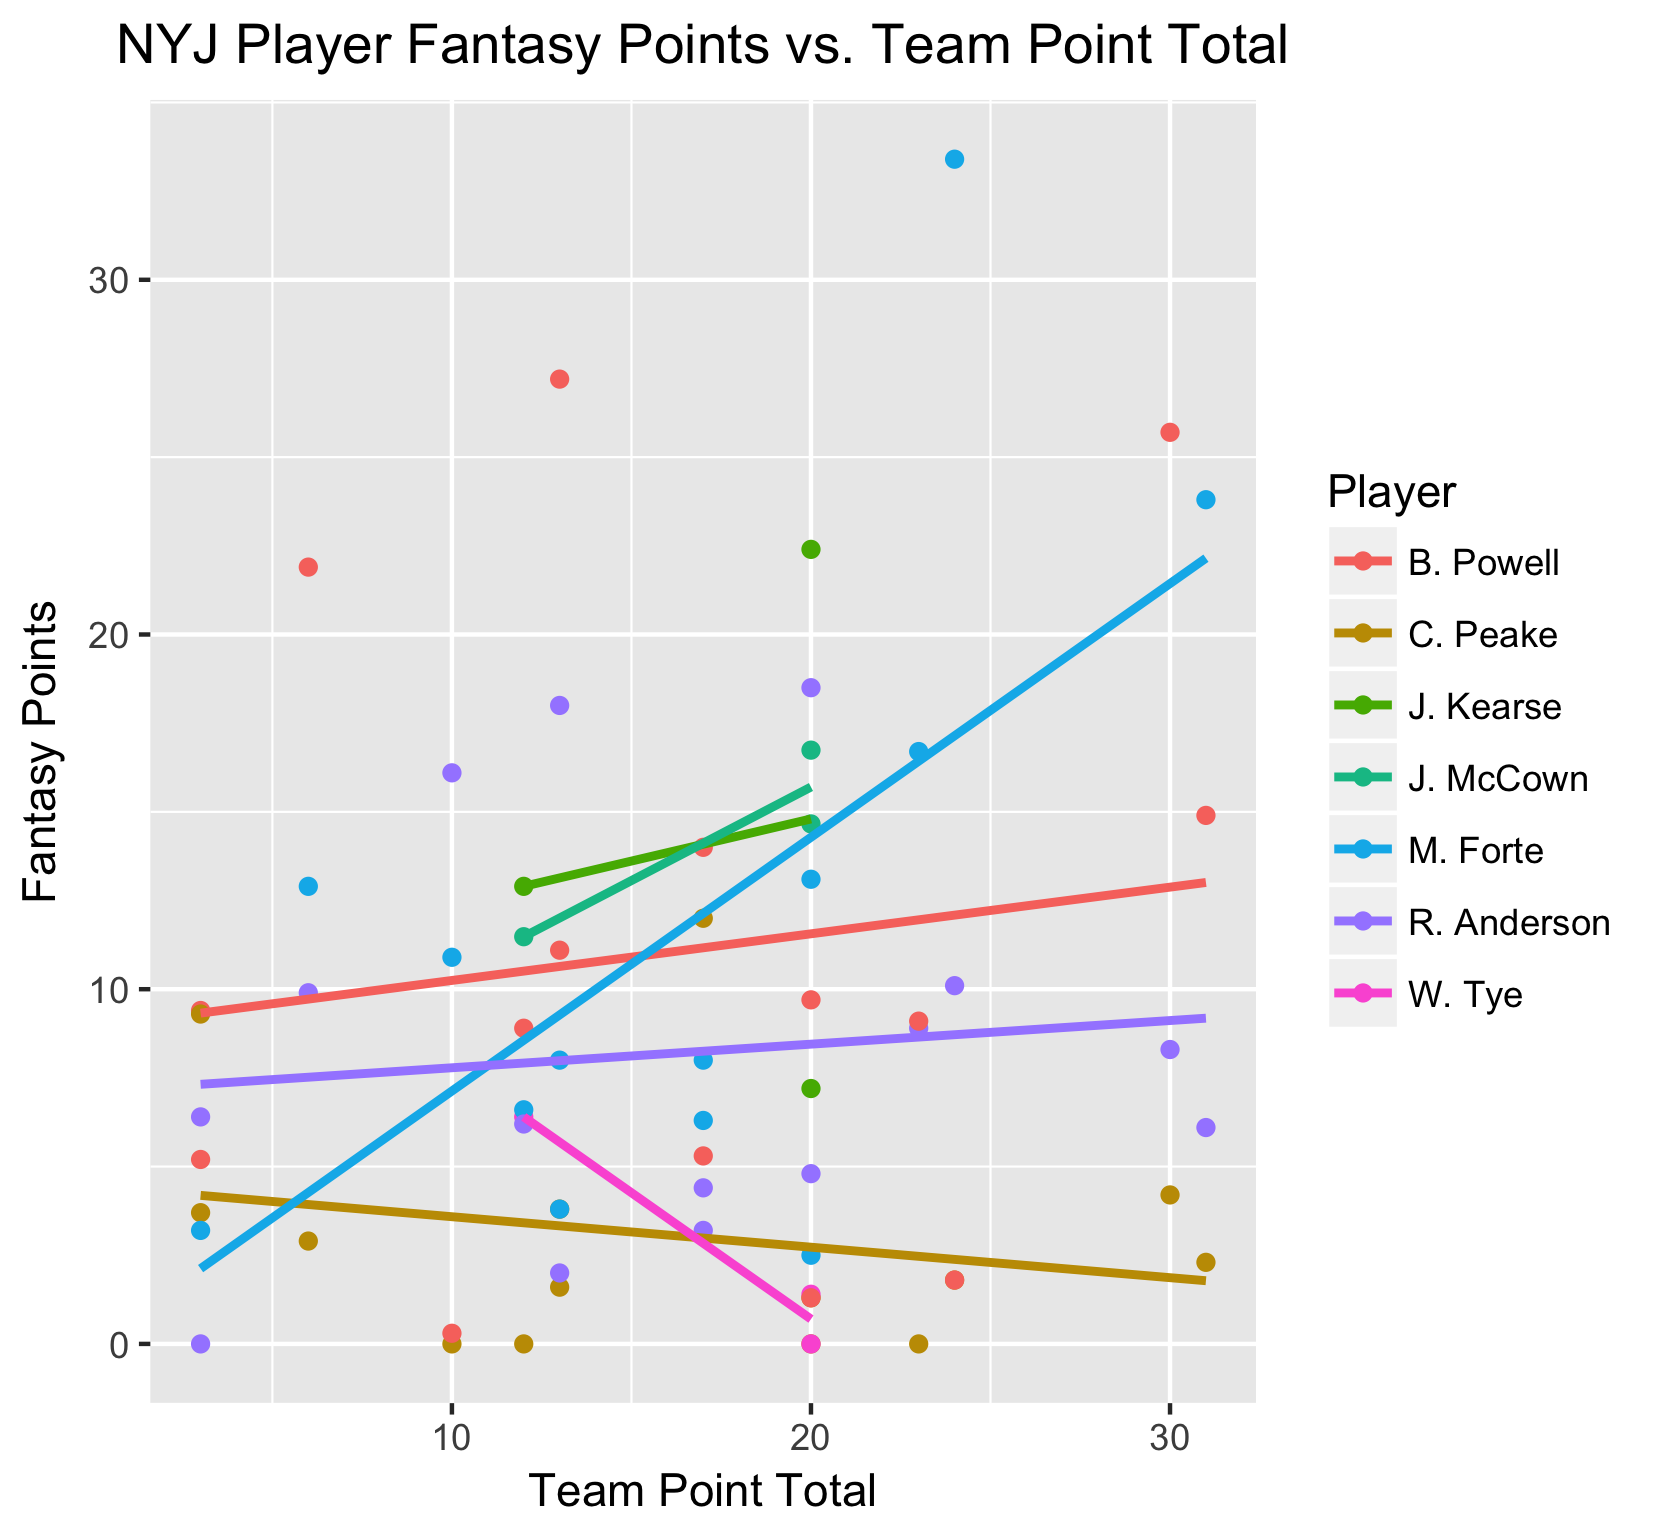 NYJ Player Fantasy Points vs. Team Point Total
Fantasy Points
30
20
10
0
10 20 30
Team Point Total
Player
B. Powell
C. Peake
J. Kearse
J. McCown
M. Forte
R. Anderson
W. Tye